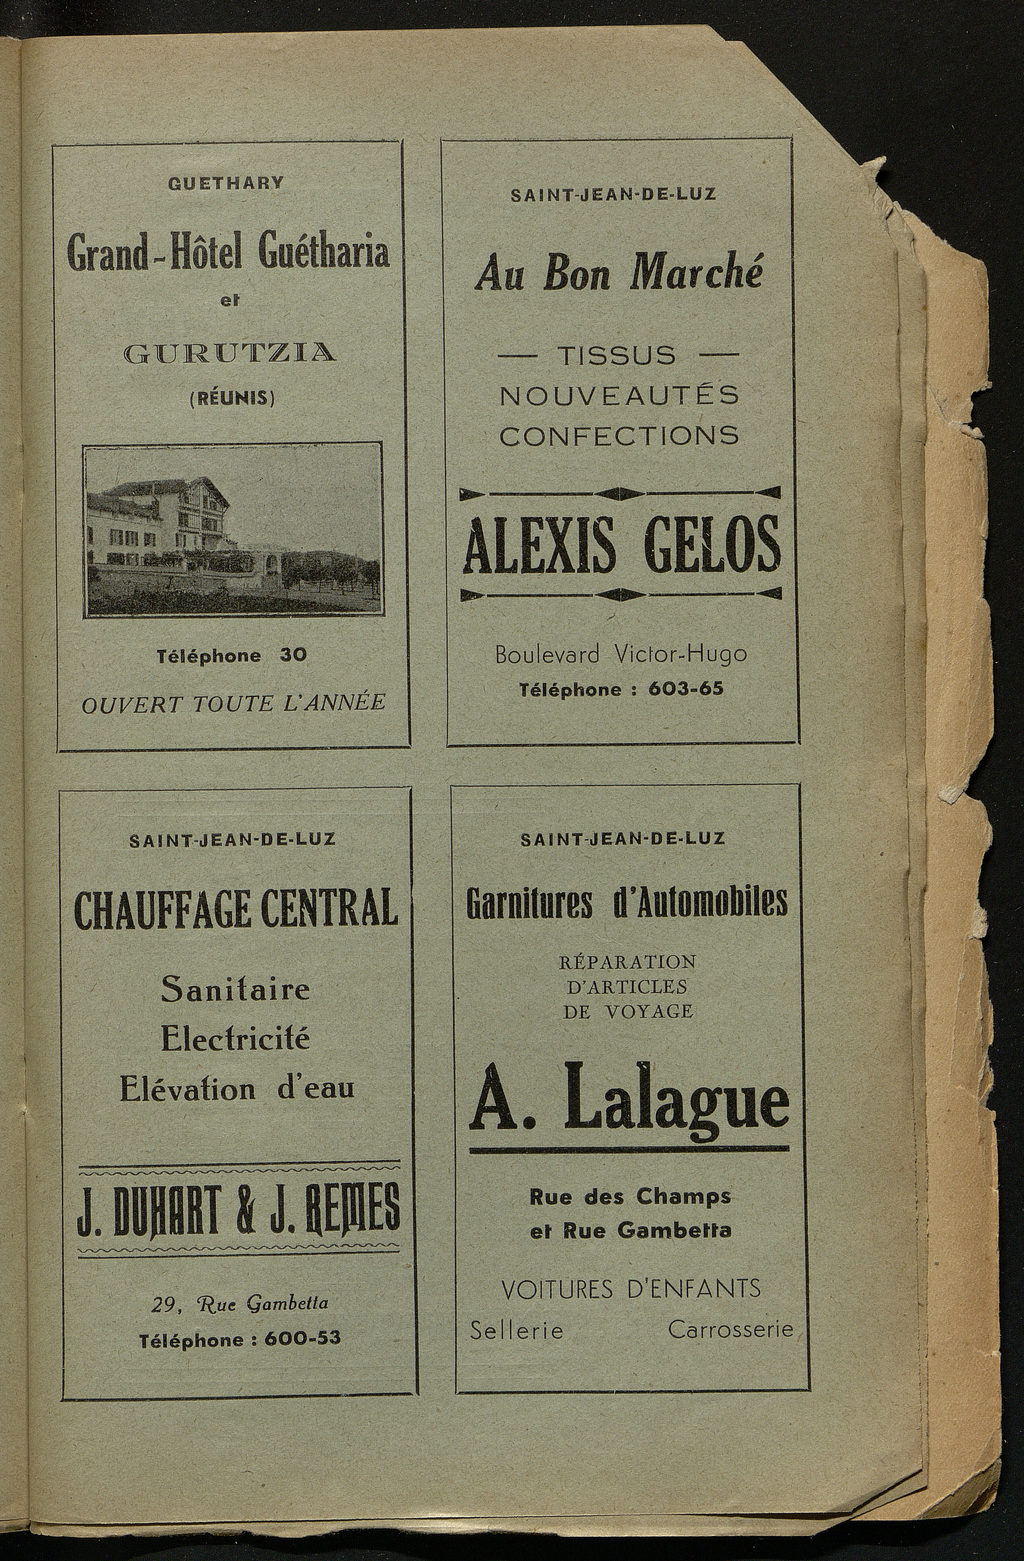 GUETHARY
Grand-Hôtel Guétharia
et
GURUTZIA
(RÉUNIS)
Téléphone 30
OUVERT TOUTE L'ANNÉE
SAINT-JEAN-DE-LUZ
Au Bon Marché
— TISSUS —
NOUVEAUTÉS
CONFECTIONS
ALEXIS GELOS
Boulevard Victor-Hugo
Téléphone : 603-65
SAINT-JEAN-DE-LUZ
CHAUFFAGE CENTRAL
Sanitaire
Electricité
Elévation d'eau
J. DUHART & J. REMES
29, Rue Gambetta
Téléphone : 600-53
SAINT-JEAN-DE-LUZ
Garnitures d'Automobiles
RÉPARATION
D'ARTICLES
DE VOYAGE
A. Lalague
Rue des Champs
et Rue Gambetta
VOITURES D'ENFANTS
Sellerie Carrosserie